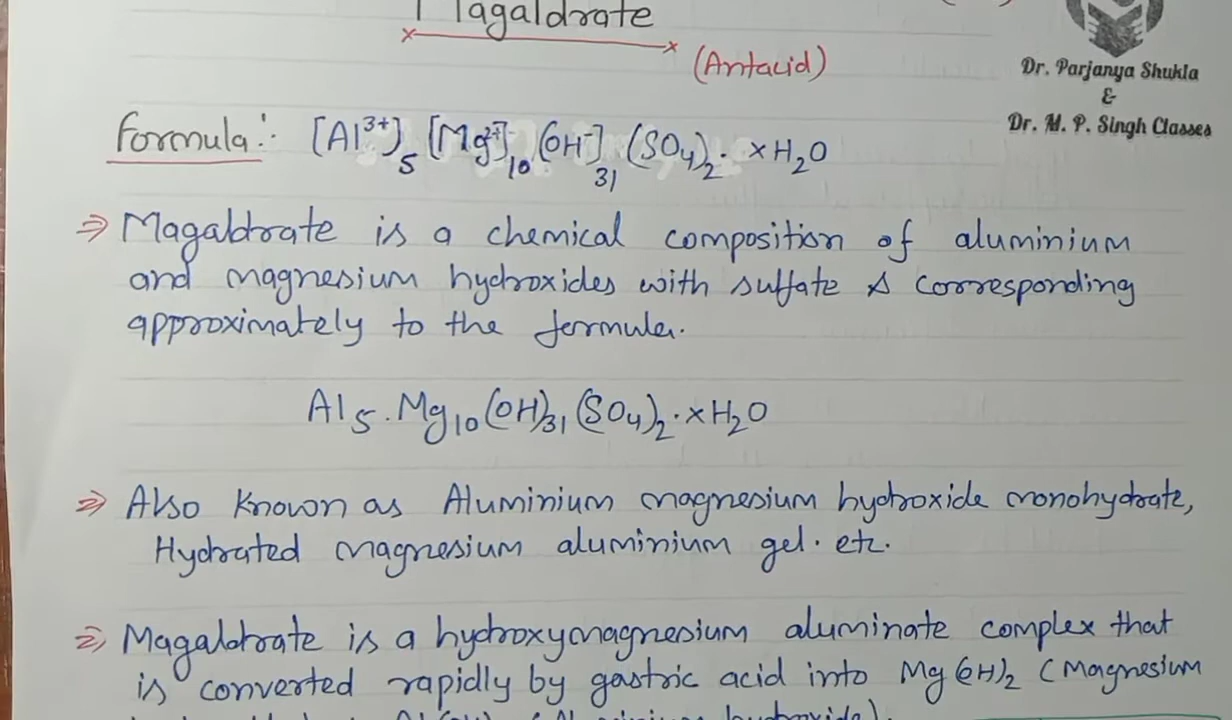 Magaldrate
(Antacid)
Dr. Parjanya Shukla
&
Dr. M. P. Singh Classes
Formula:- [Al³⁺]₅ [Mg²⁺]₁₀ (OH⁻]₃₁ (SO₄)₂ · xH₂O
⇒ Magaldrate is a chemical composition of aluminium
and magnesium hydroxides with sulfate & corresponding
approximately to the formula.
Al₅.Mg₁₀(OH)₃₁(SO₄)₂.xH₂O
⇒ Also Known as Aluminium magnesium hydroxide monohydrate,
Hydrated magnesium aluminium gel. etc.
⇒ Magaldrate is a hydroxymagnesium aluminate complex that
is converted rapidly by gastric acid into Mg(OH)₂ (Magnesium
hydroxide).